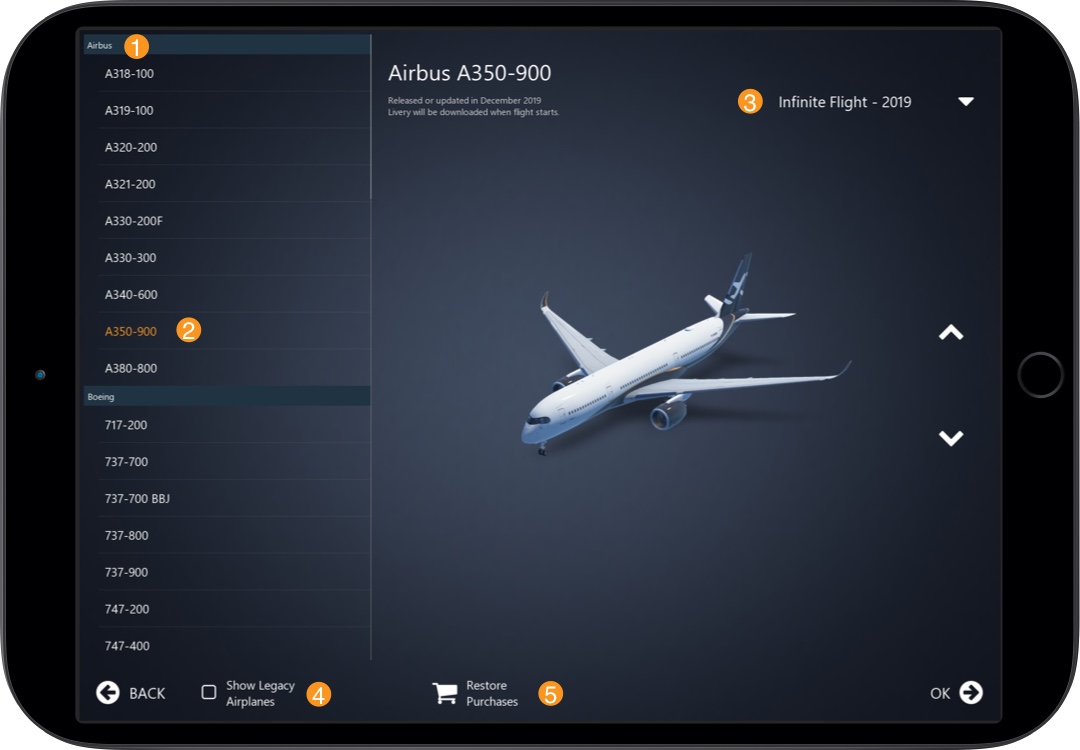 Airbus 1
A318-100
A319-100
A320-200
A321-200
A330-200F
A330-300
A340-600
A350-900 2
A380-800
Boeing
717-200
737-700
737-700 BBJ
737-800
737-900
747-200
747-400
Airbus A350-900
Released or updated in December 2019
Livery will be downloaded when flight starts.
3 Infinite Flight - 2019
BACK
Show Legacy
Airplanes
4
Restore
Purchases
5
OK